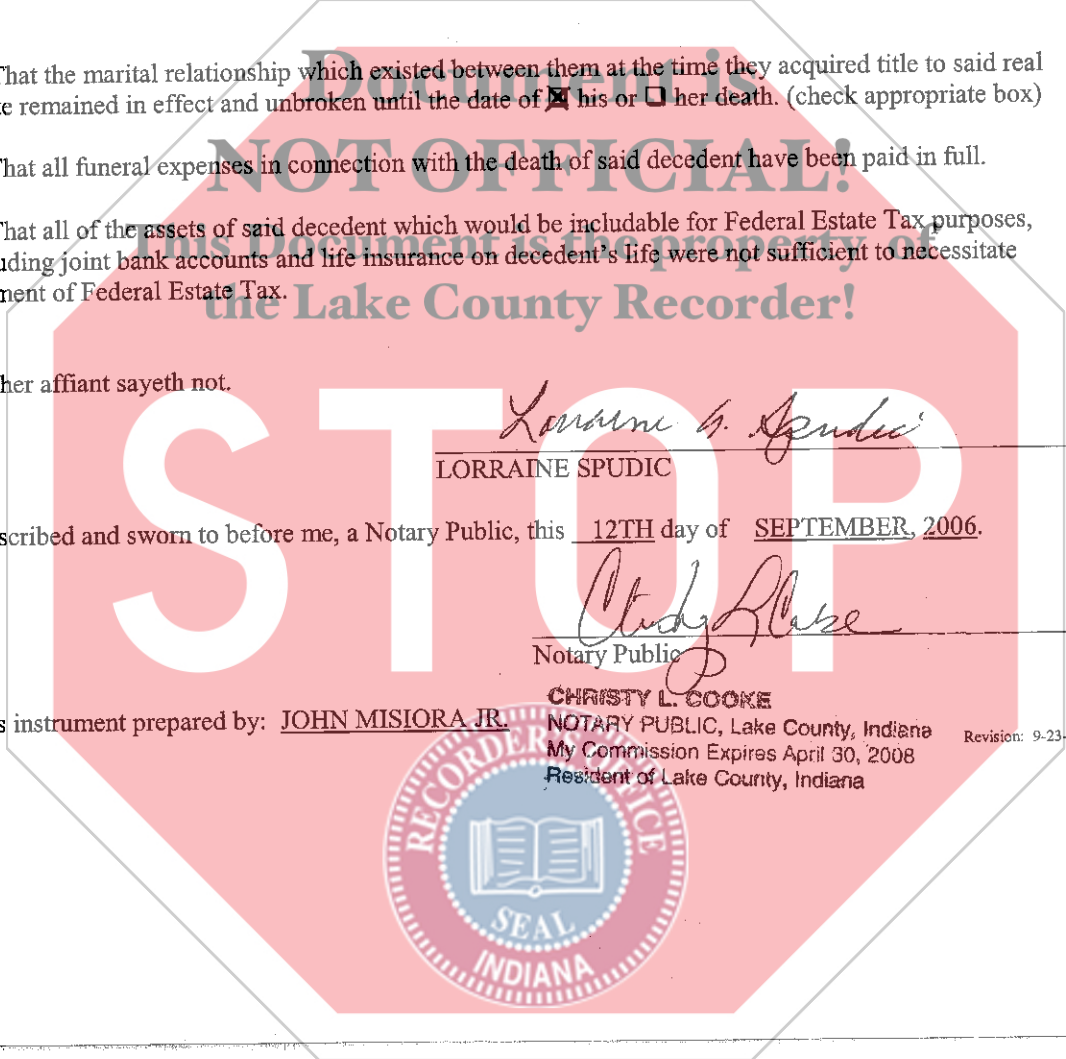 That the marital relationship which existed between them at the time they acquired title to said real
e remained in effect and unbroken until the date of ☒ his or ☐ her death. (check appropriate box)
Document is
That all funeral expenses in connection with the death of said decedent have been paid in full.
NOT OFFICIAL!
That all of the assets of said decedent which would be includable for Federal Estate Tax purposes,
uding joint bank accounts and life insurance on decedent's life were not sufficient to necessitate
This Document is the property of
ment of Federal Estate Tax.
the Lake County Recorder!
her affiant sayeth not.
STOP
Lorraine G. Spudic
LORRAINE SPUDIC
scribed and sworn to before me, a Notary Public, this 12TH day of SEPTEMBER, 2006.
Notary Public
CHRISTY L. COOKE
s instrument prepared by: JOHN MISIORA JR.
NOTARY PUBLIC, Lake County, Indiana
Revision: 9-23-
My Commission Expires April 30, 2008
Resident of Lake County, Indiana
RECORDER'S OFFICE
SEAL
INDIANA